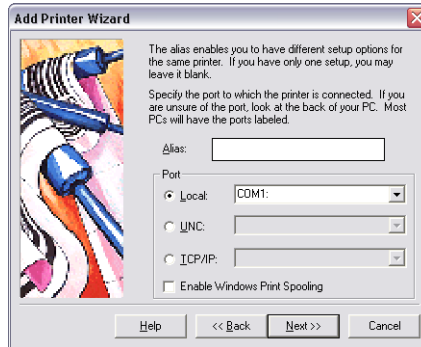 Add Printer Wizard
The alias enables you to have different setup options for
the same printer. If you have only one setup, you may
leave it blank.
Specify the port to which the printer is connected. If you
are unsure of the port, look at the back of your PC. Most
PCs will have the ports labeled.
Alias:
Port
Local: COM1:
UNC:
TCP/IP:
Enable Windows Print Spooling
Help << Back Next >> Cancel